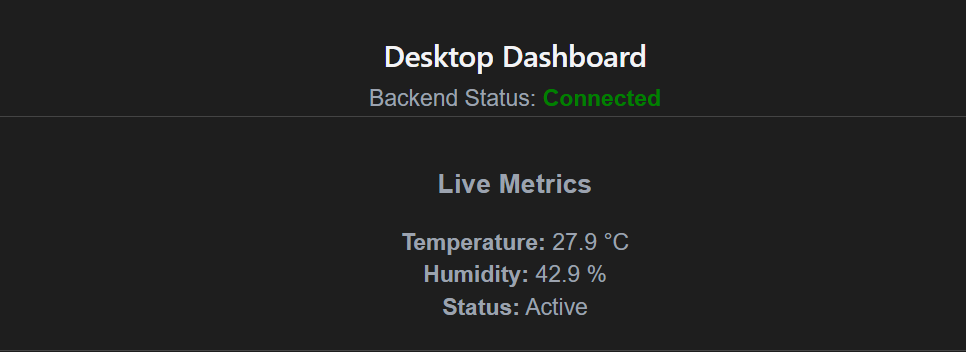 Desktop Dashboard
Backend Status: Connected
Live Metrics
Temperature: 27.9 °C
Humidity: 42.9 %
Status: Active